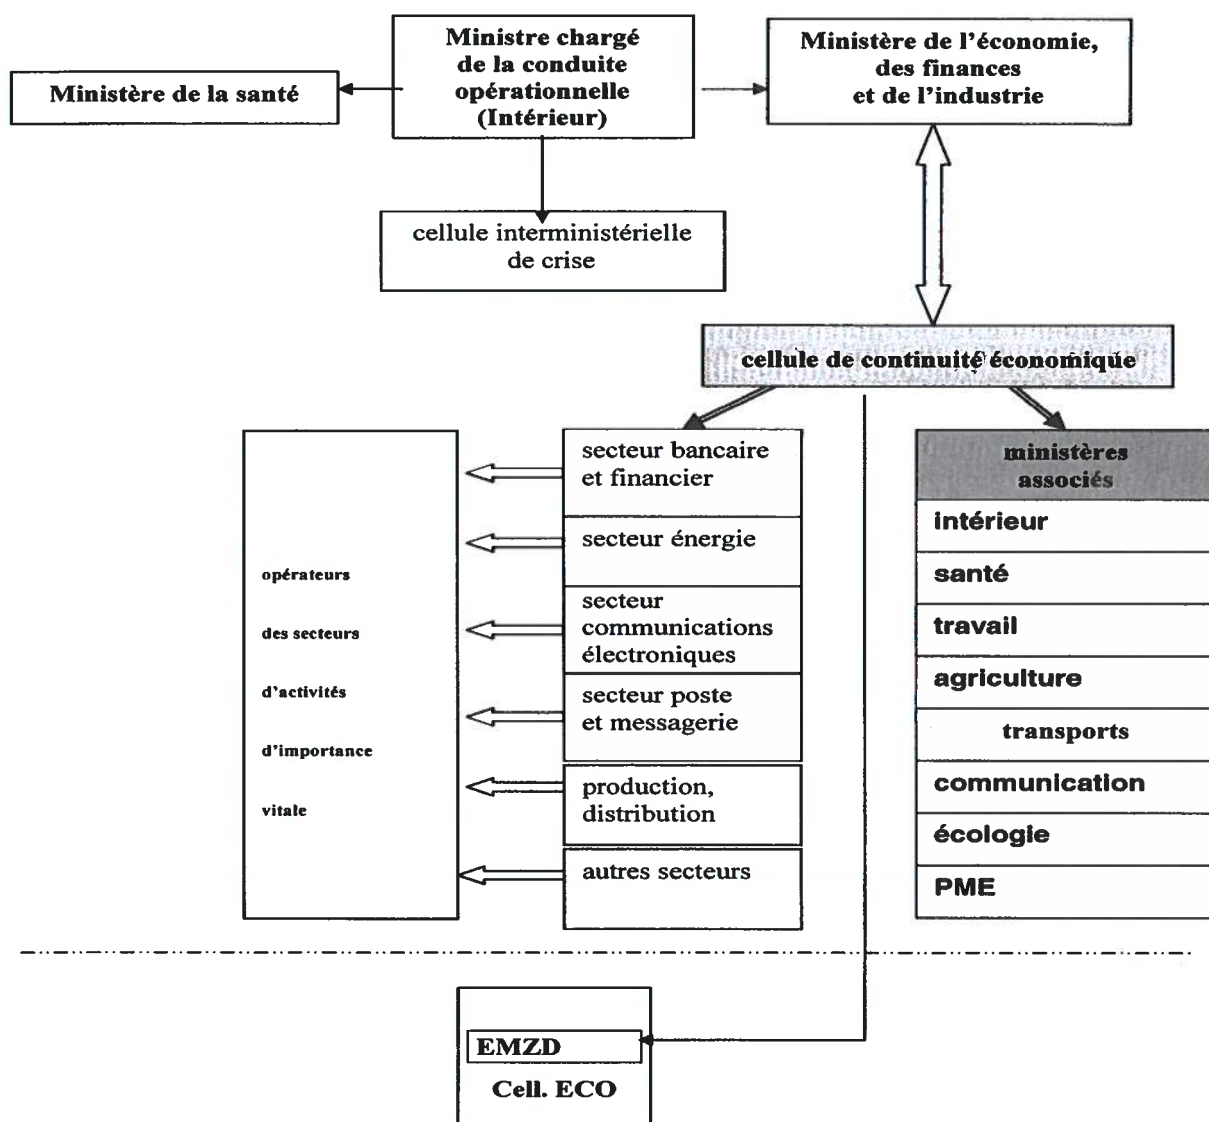 Ministre chargé
de la conduite
opérationnelle
(Intérieur)
Ministère de l'économie,
des finances
et de l'industrie
Ministère de la santé
cellule interministérielle
de crise
cellule de continuité économique
opérateurs
des secteurs
d'activités
d'importance
vitale
secteur bancaire
et financier
secteur énergie
secteur
communications
électroniques
secteur poste
et messagerie
production,
distribution
autres secteurs
ministères
associés
intérieur
santé
travail
agriculture
transports
communication
écologie
PME
EMZD
Cell. ECO